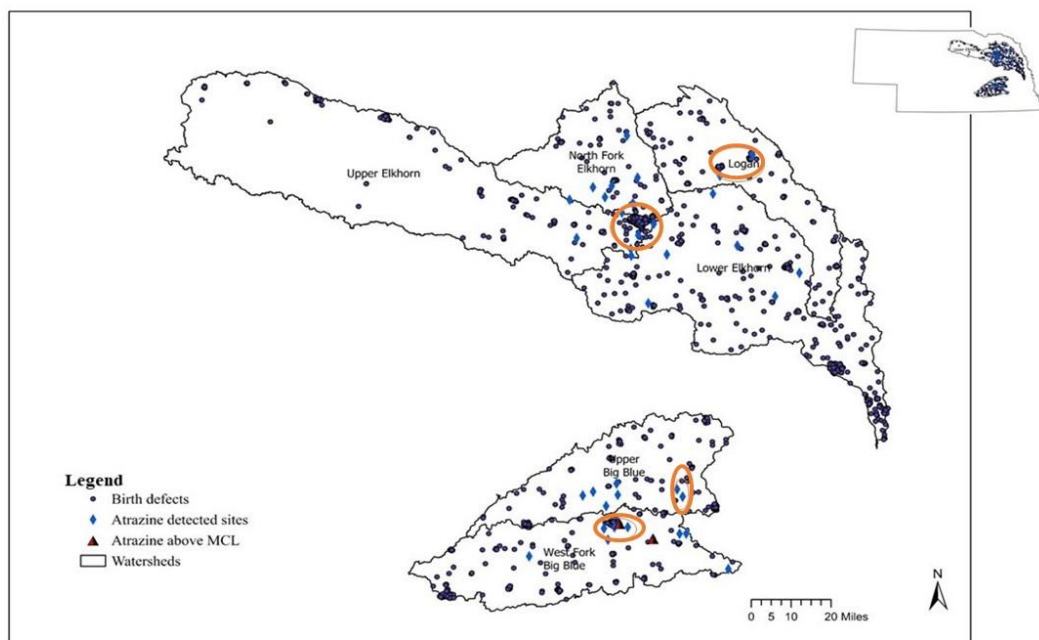 North Fork
Elkhorn
Logan
Upper Elkhorn
Lower Elkhorn
Upper
Big Blue
West Fork
Big Blue
Legend
Birth defects
Atrazine detected sites
Atrazine above MCL
Watersheds
N
0 5 10 20 Miles